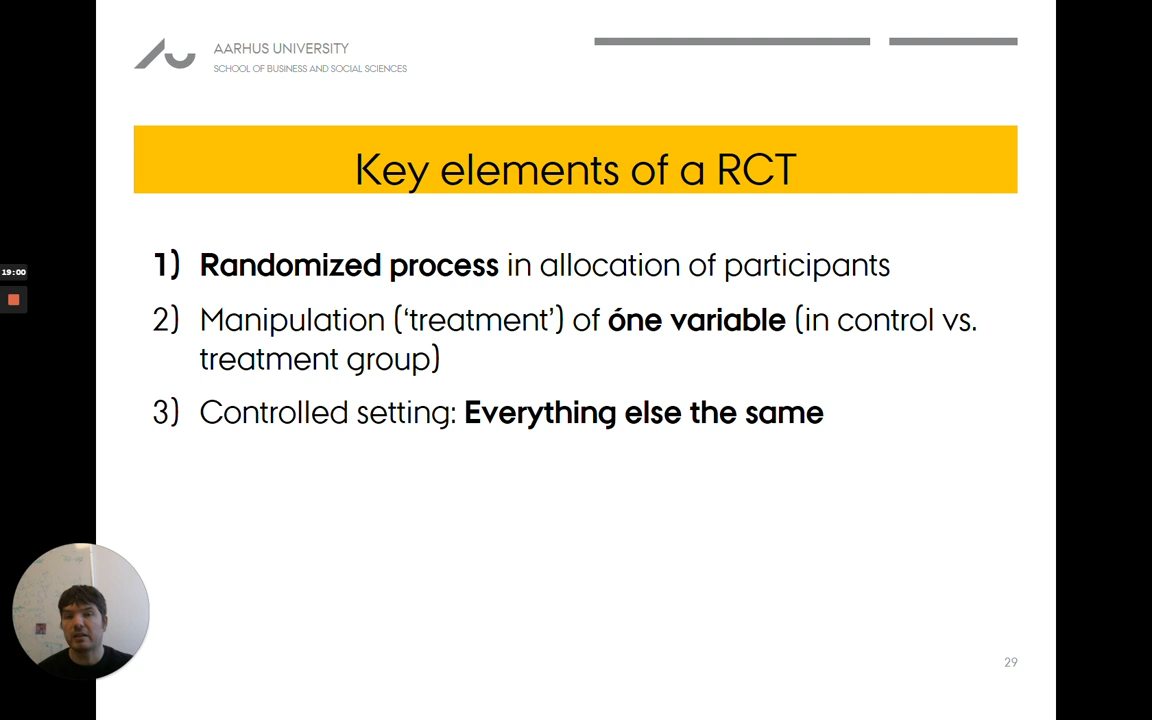 AARHUS UNIVERSITY
SCHOOL OF BUSINESS AND SOCIAL SCIENCES
Key elements of a RCT
1) Randomized process in allocation of participants
2) Manipulation (‘treatment’) of óne variable (in control vs.
treatment group)
3) Controlled setting: Everything else the same
19:00
29